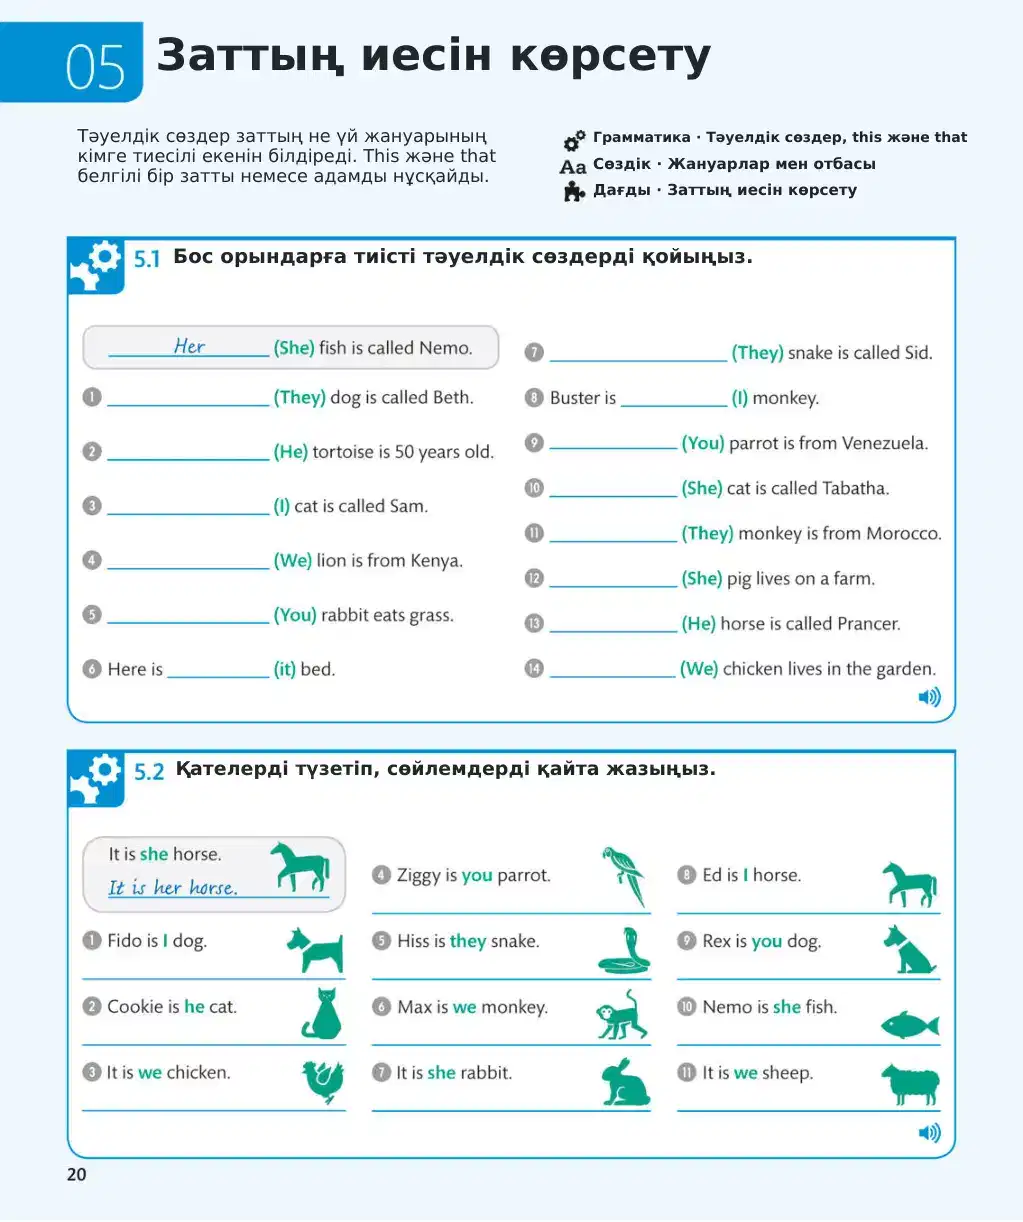 05
Заттың иесін көрсету
Тәуелдік сөздер заттың не үй жануарының
кімге тиесілі екенін білдіреді. This және that
белгілі бір затты немесе адамды нұсқайды.
Грамматика · Тәуелдік сөздер, this және that
Aa Сөздік · Жануарлар мен отбасы
Дағды · Заттың иесін көрсету
5.1 Бос орындарға тиісті тәуелдік сөздерді қойыңыз.
Her (She) fish is called Nemo.
1 (They) dog is called Beth.
2 (He) tortoise is 50 years old.
3 (I) cat is called Sam.
4 (We) lion is from Kenya.
5 (You) rabbit eats grass.
6 Here is (it) bed.
7 (They) snake is called Sid.
8 Buster is (I) monkey.
9 (You) parrot is from Venezuela.
10 (She) cat is called Tabatha.
11 (They) monkey is from Morocco.
12 (She) pig lives on a farm.
13 (He) horse is called Prancer.
14 (We) chicken lives in the garden.
5.2 Қателерді түзетіп, сөйлемдерді қайта жазыңыз.
It is she horse.
It is her horse.
1 Fido is I dog.
2 Cookie is he cat.
3 It is we chicken.
4 Ziggy is you parrot.
5 Hiss is they snake.
6 Max is we monkey.
7 It is she rabbit.
8 Ed is I horse.
9 Rex is you dog.
10 Nemo is she fish.
11 It is we sheep.
20